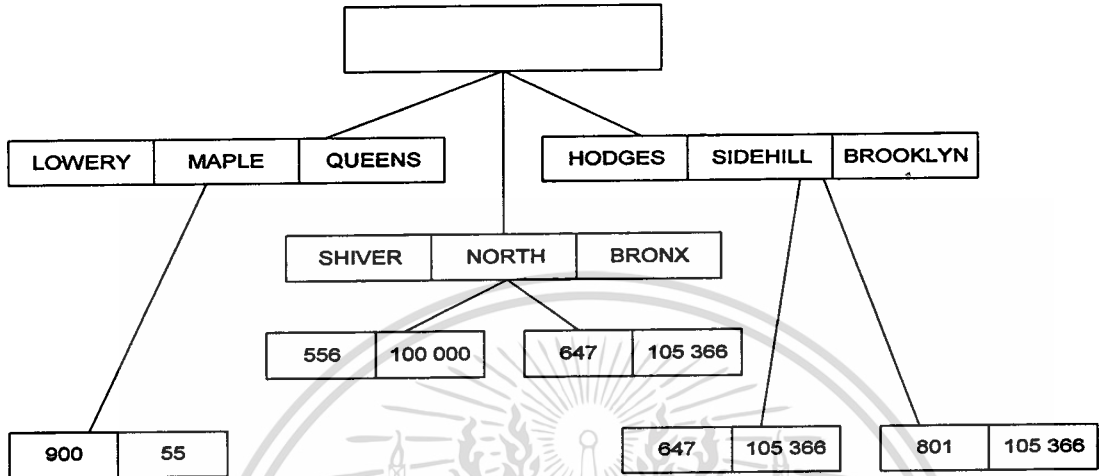 LOWERY MAPLE QUEENS
HODGES SIDEHILL BROOKLYN
SHIVER NORTH BRONX
556 100 000
647 105 366
900 55
647 105 366
801 105 366